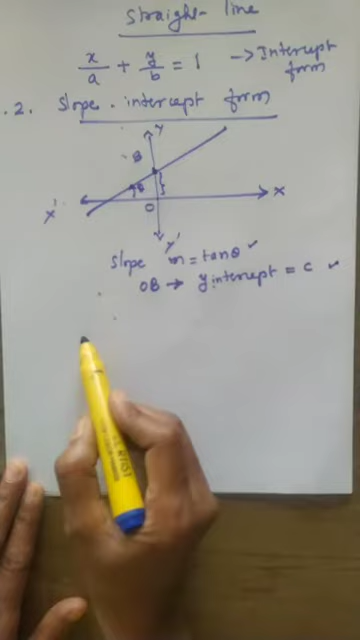 Straight-line
x/a + y/b = 1 → Intercept form
2. Slope-intercept form
Y
B
θ
X' O X
Y'
Slope m = tanθ ✓
OB → y intercept = c ✓